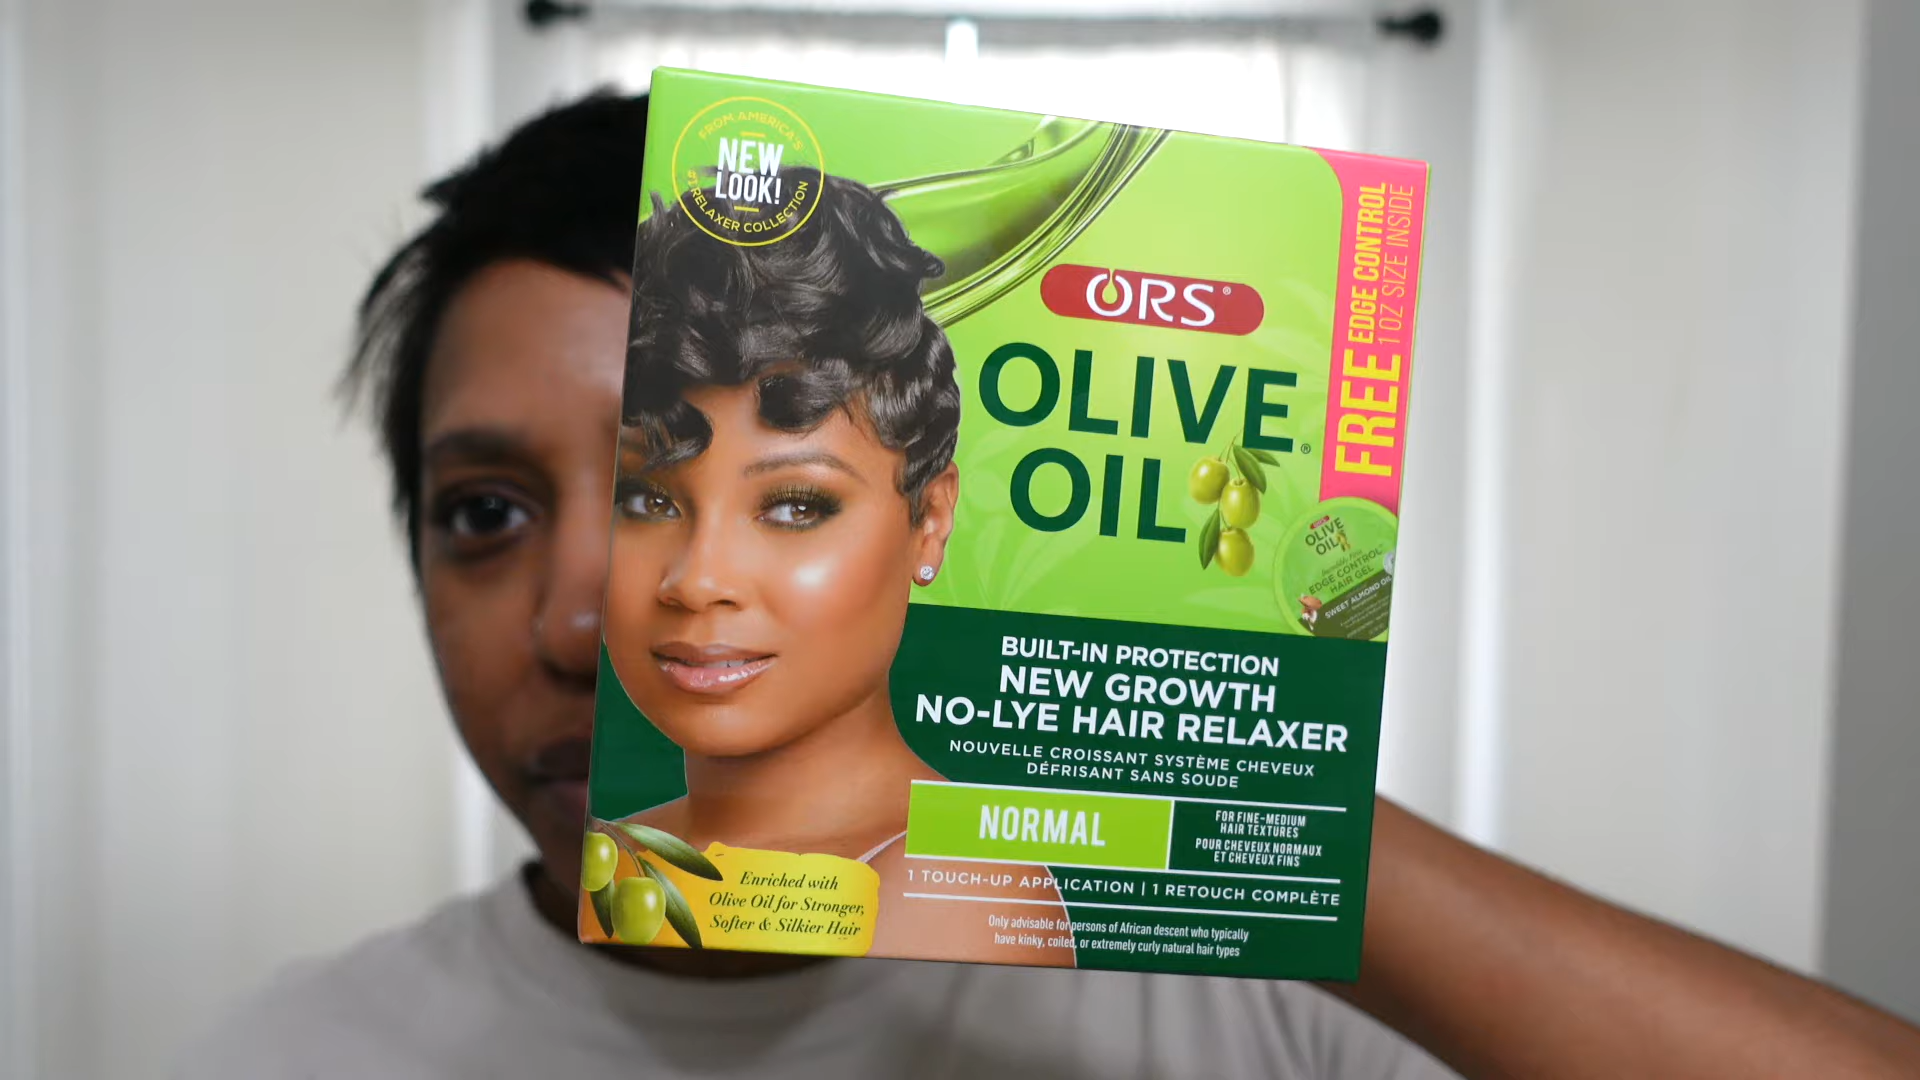 FROM AMERICA'S
NEW
LOOK!
#1 RELAXER COLLECTION
ORS®
OLIVE
OIL®
FREE EDGE CONTROL
1 OZ SIZE INSIDE
ORS
OLIVE
OIL
EDGE CONTROL
HAIR GEL
SWEET ALMOND OIL
BUILT-IN PROTECTION
NEW GROWTH
NO-LYE HAIR RELAXER
NOUVELLE CROISSANT SYSTÈME CHEVEUX
DÉFRISANT SANS SOUDE
NORMAL
FOR FINE-MEDIUM
HAIR TEXTURES
POUR CHEVEUX NORMAUX
ET CHEVEUX FINS
1 TOUCH-UP APPLICATION | 1 RETOUCH COMPLÈTE
Only advisable for persons of African descent who typically
have kinky, coiled, or extremely curly natural hair types
Enriched with
Olive Oil for Stronger,
Softer & Silkier Hair